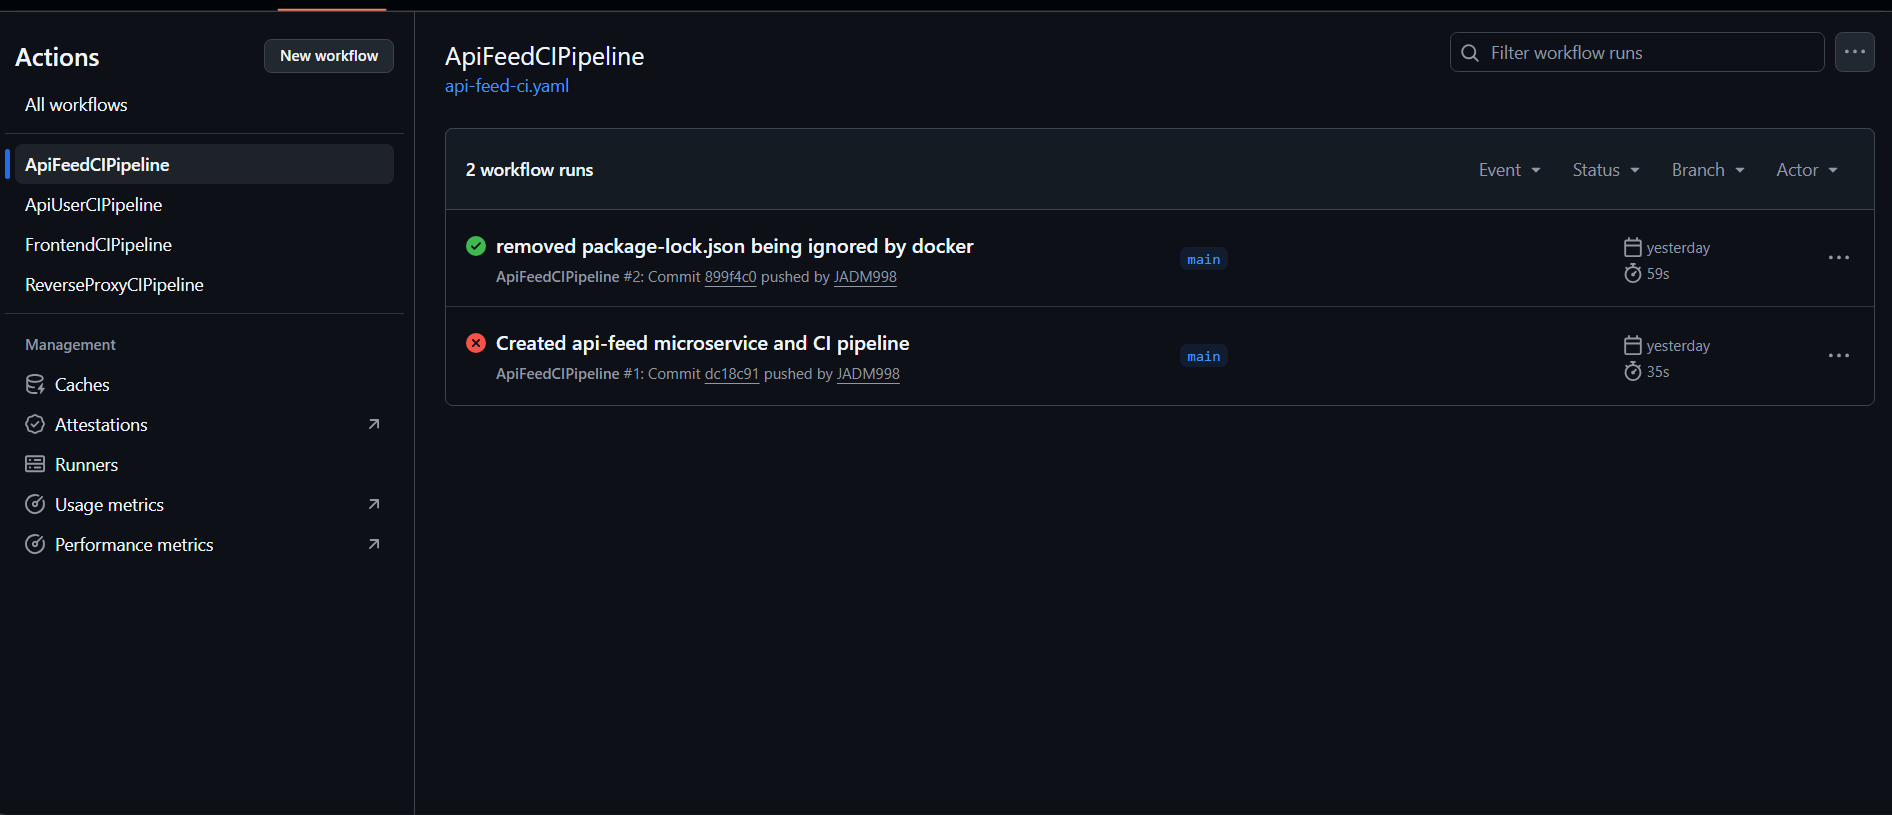 Actions
New workflow
All workflows
ApiFeedCIPipeline
ApiUserCIPipeline
FrontendCIPipeline
ReverseProxyCIPipeline
Management
Caches
Attestations
Runners
Usage metrics
Performance metrics
ApiFeedCIPipeline
api-feed-ci.yaml
Filter workflow runs
2 workflow runs
Event
Status
Branch
Actor
removed package-lock.json being ignored by docker
ApiFeedCIPipeline #2: Commit 899f4c0 pushed by JADM998
main
yesterday
59s
Created api-feed microservice and CI pipeline
ApiFeedCIPipeline #1: Commit dc18c91 pushed by JADM998
main
yesterday
35s